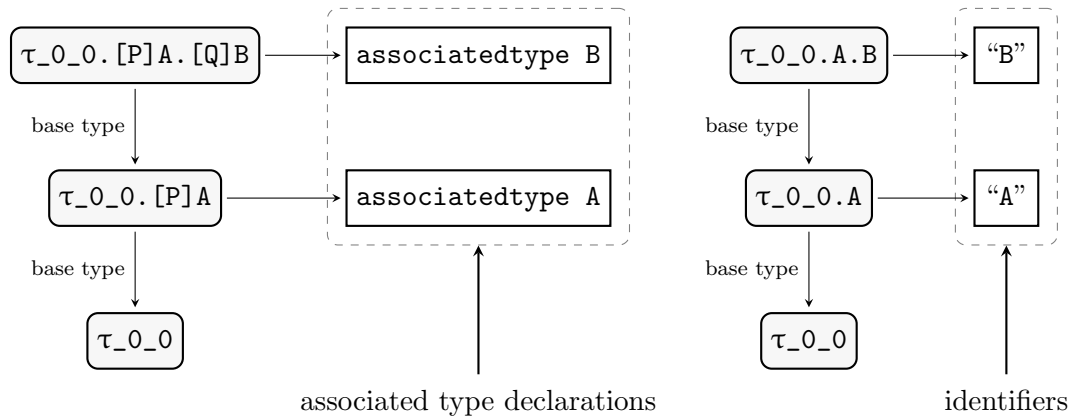 τ_0_0.[P]A.[Q]B associatedtype B τ_0_0.A.B “B”
base type base type
τ_0_0.[P]A associatedtype A τ_0_0.A “A”
base type base type
τ_0_0 τ_0_0
associated type declarations identifiers